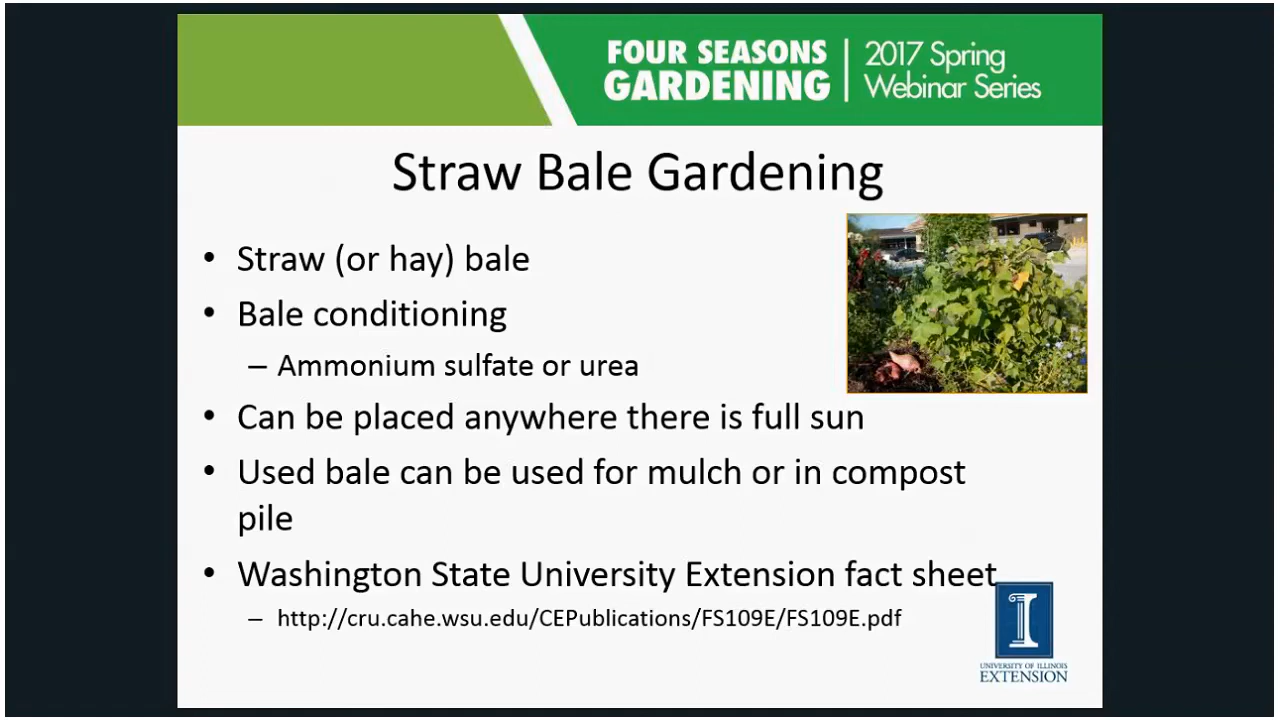 FOUR SEASONS
GARDENING
2017 Spring
Webinar Series
Straw Bale Gardening
• Straw (or hay) bale
• Bale conditioning
– Ammonium sulfate or urea
• Can be placed anywhere there is full sun
• Used bale can be used for mulch or in compost
pile
• Washington State University Extension fact sheet
– http://cru.cahe.wsu.edu/CEPublications/FS109E/FS109E.pdf
I
UNIVERSITY OF ILLINOIS
EXTENSION